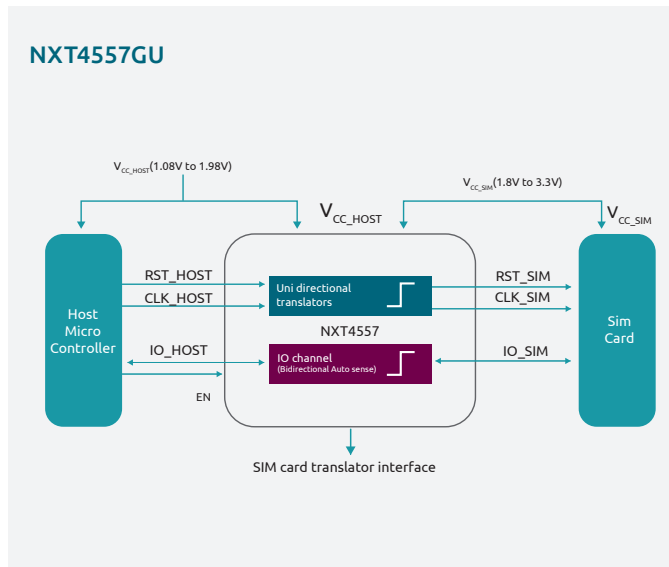 NXT4557GU
VCC_HOST(1.08V to 1.98V)
VCC_SIM(1.8V to 3.3V)
VCC_HOST
VCC_SIM
RST_HOST
CLK_HOST
IO_HOST
EN
Host
Micro
Controller
Uni directional
translators
NXT4557
IO channel
(Bidirectional Auto sense)
RST_SIM
CLK_SIM
IO_SIM
Sim
Card
SIM card translator interface